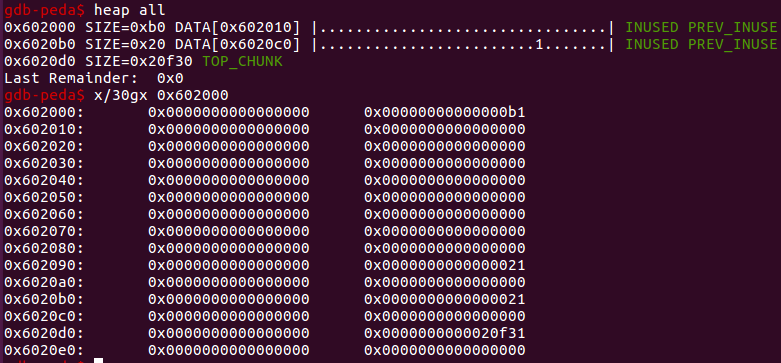 gdb-peda$ heap all
0x602000 SIZE=0xb0 DATA[0x602010] |................................| INUSED PREV_INUSE
0x6020b0 SIZE=0x20 DATA[0x6020c0] |........................1.......| INUSED PREV_INUSE
0x6020d0 SIZE=0x20f30 TOP_CHUNK
Last Remainder:  0x0
gdb-peda$ x/30gx 0x602000
0x602000:	0x0000000000000000	0x00000000000000b1
0x602010:	0x0000000000000000	0x0000000000000000
0x602020:	0x0000000000000000	0x0000000000000000
0x602030:	0x0000000000000000	0x0000000000000000
0x602040:	0x0000000000000000	0x0000000000000000
0x602050:	0x0000000000000000	0x0000000000000000
0x602060:	0x0000000000000000	0x0000000000000000
0x602070:	0x0000000000000000	0x0000000000000000
0x602080:	0x0000000000000000	0x0000000000000000
0x602090:	0x0000000000000000	0x0000000000000021
0x6020a0:	0x0000000000000000	0x0000000000000000
0x6020b0:	0x0000000000000000	0x0000000000000021
0x6020c0:	0x0000000000000000	0x0000000000000000
0x6020d0:	0x0000000000000000	0x0000000000020f31
0x6020e0:	0x0000000000000000	0x0000000000000000